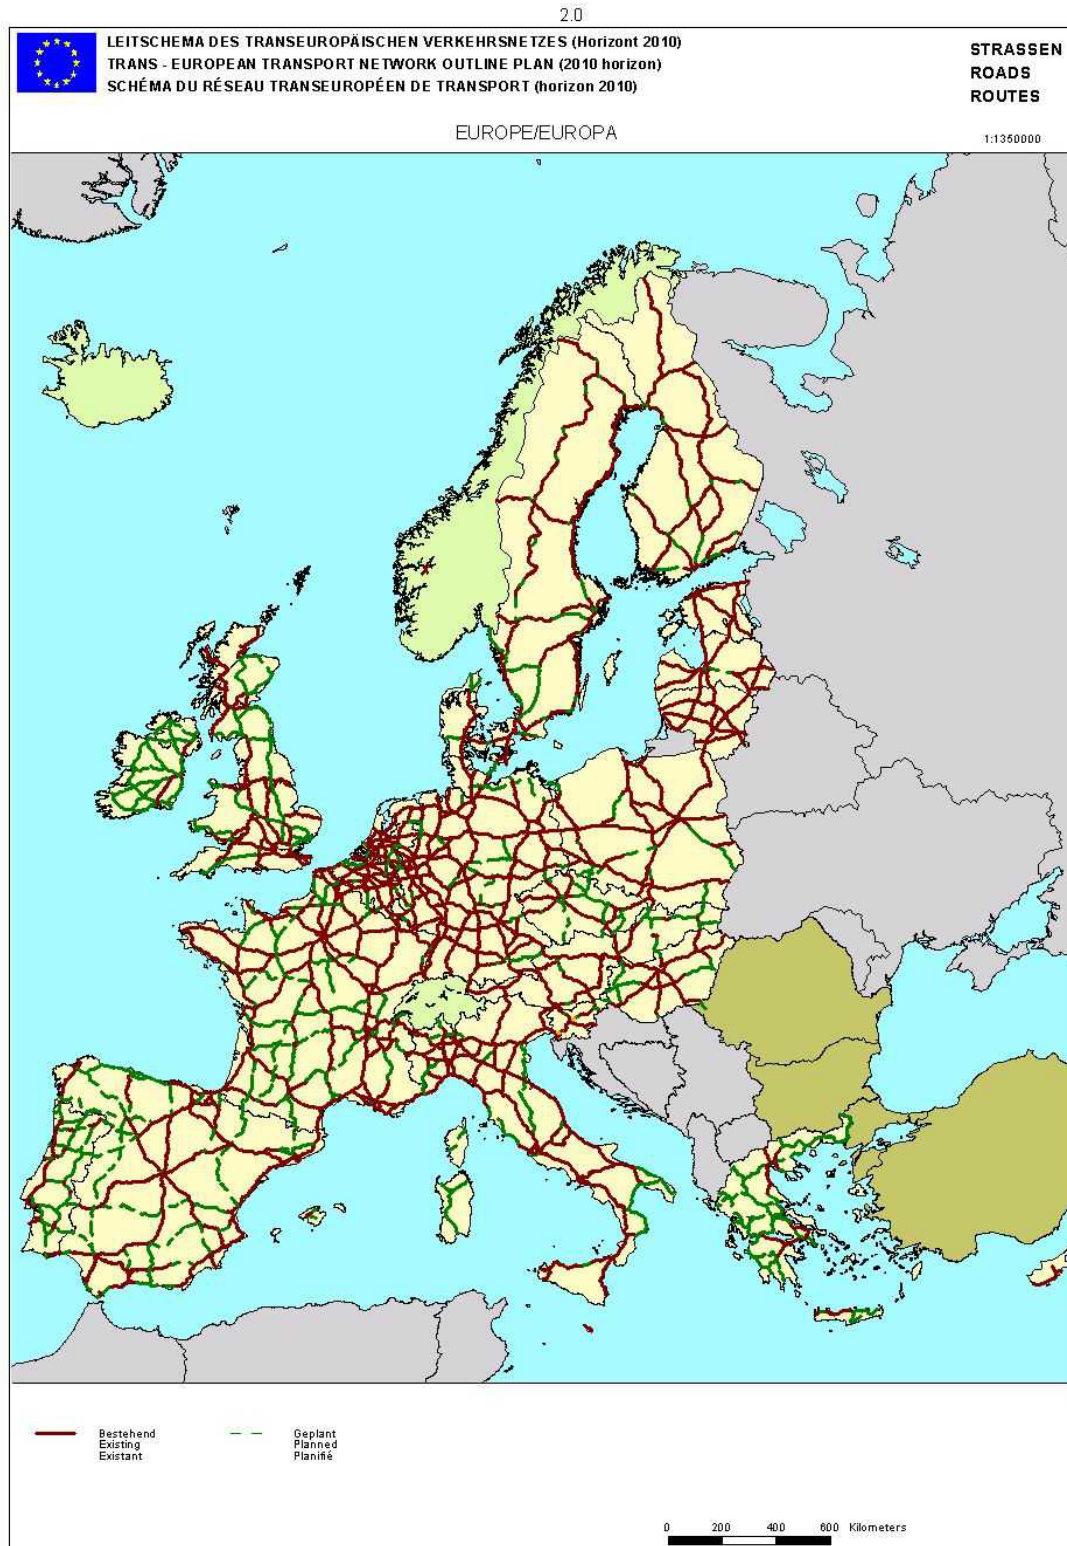 2.0
LEITSCHEMA DES TRANSEUROPÄISCHEN VERKEHRSNETZES (Horizont 2010)
TRANS - EUROPEAN TRANSPORT NETWORK OUTLINE PLAN (2010 horizon)
SCHÉMA DU RÉSEAU TRANSEUROPÉEN DE TRANSPORT (horizon 2010)
STRASSEN
ROADS
ROUTES
EUROPE/EUROPA
1:1350000
Bestehend
Existing
Existant
Geplant
Planned
Planifié
0 200 400 600 Kilometers